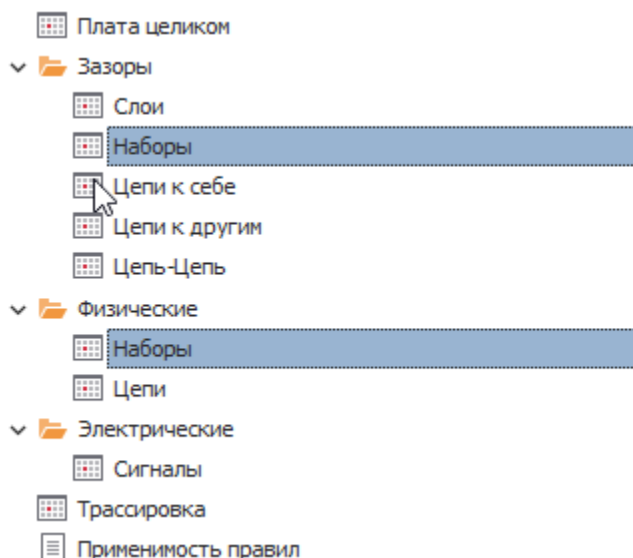 Плата целиком
Зазоры
Слои
Наборы
Цепи к себе
Цепи к другим
Цепь-Цепь
Физические
Наборы
Цепи
Электрические
Сигналы
Трассировка
Применимость правил